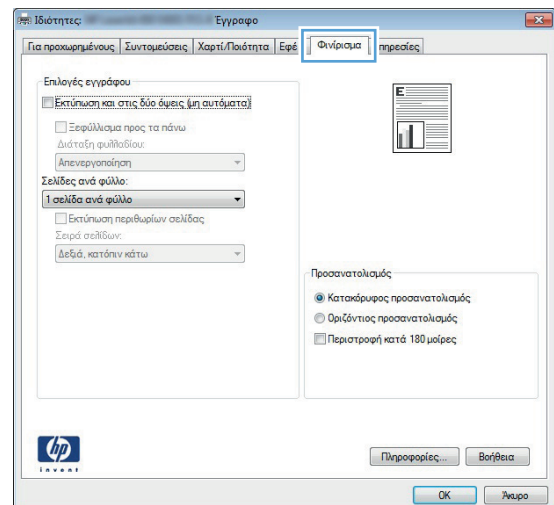 Ιδιότητες: Έγγραφο
Για προχωρημένους Συντομεύσεις Χαρτί/Ποιότητα Εφέ Φινίρισμα πηρεσίες
Επιλογές εγγράφου
Εκτύπωση και στις δύο όψεις (μη αυτόματα)
Ξεφύλλισμα προς τα πάνω
Διάταξη φυλλαδίου:
Απενεργοποίηση
Σελίδες ανά φύλλο:
1 σελίδα ανά φύλλο
Εκτύπωση περιθωρίων σελίδας
Σειρά σελίδων:
Δεξιά, κατόπιν κάτω
E
Προσανατολισμός
Κατακόρυφος προσανατολισμός
Οριζόντιος προσανατολισμός
Περιστροφή κατά 180 μοίρες
hp
invent
Πληροφορίες... Βοήθεια
OK Άκυρο